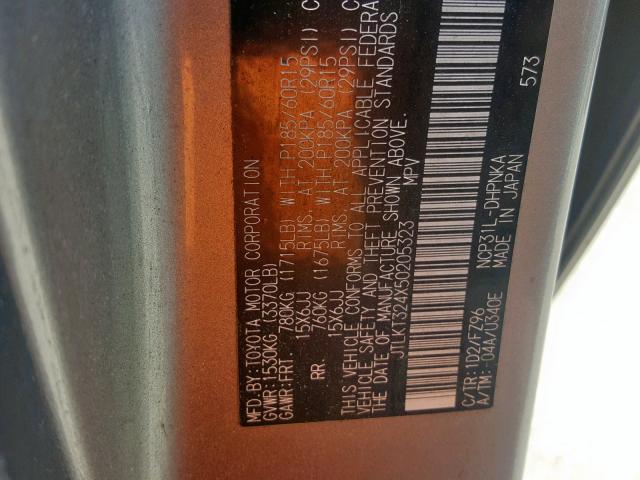 MFD.BY: TOYOTA MOTOR CORPORATION
GVWR: 1530KG (3370LB)
GAWR: FRT. 780KG (1715LB) WITH P185/60R15
15X6JJ RIMS, AT 200KPA (29PSI) C
RR 760KG (1675LB) WITH P185/60R15
15X6JJ RIMS, AT 200KPA (29PSI) C
THIS VEHICLE CONFORMS TO ALL APPLICABLE FEDERA
VEHICLE SAFETY AND THEFT PREVENTION STANDARDS
THE DATE OF MANUFACTURE SHOWN ABOVE.
JTLKT324X50205323 MPV
573
C/TR: 1D2/FZ96 NCP31L-DHPNKA
A/TM: -04A/U340E MADE IN JAPAN